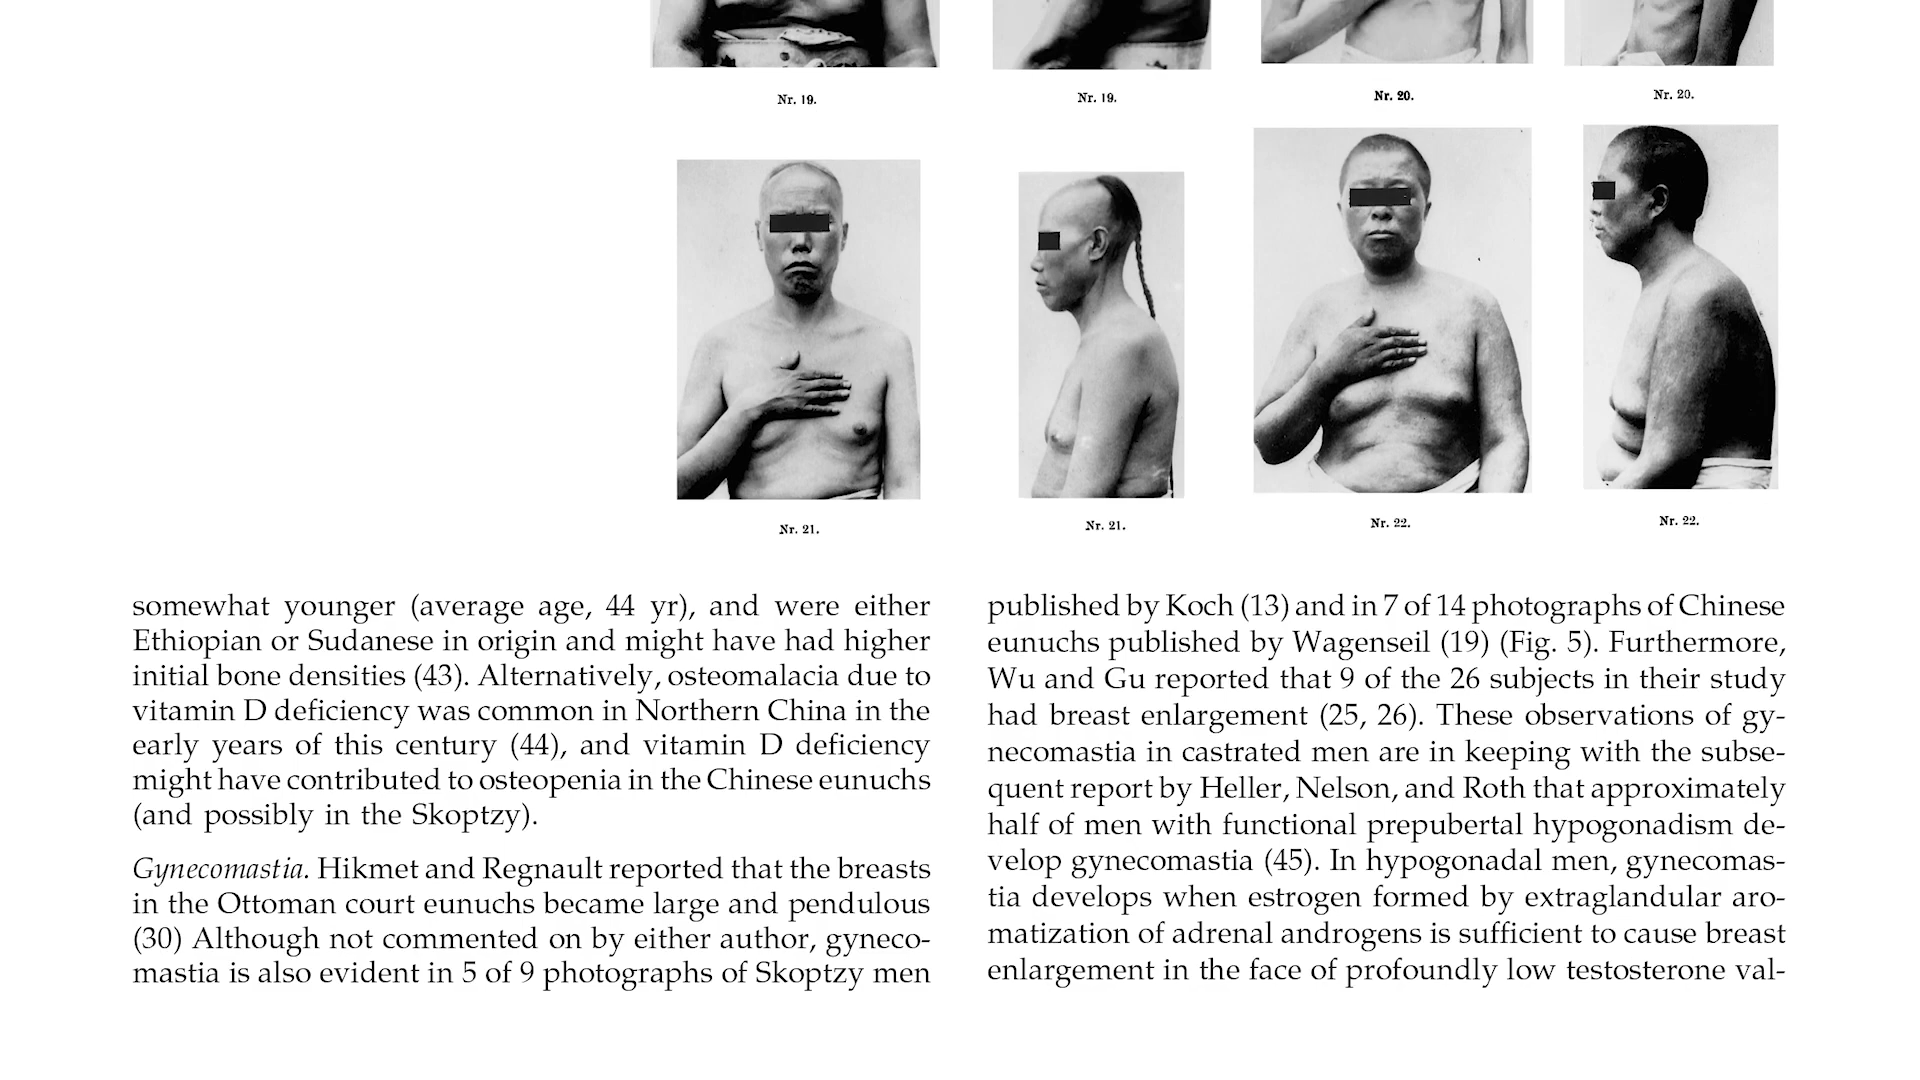 Nr. 19.
Nr. 19.
Nr. 20.
Nr. 20.
Nr. 21.
Nr. 21.
Nr. 22.
Nr. 22.
somewhat younger (average age, 44 yr), and were either
Ethiopian or Sudanese in origin and might have had higher
initial bone densities (43). Alternatively, osteomalacia due to
vitamin D deficiency was common in Northern China in the
early years of this century (44), and vitamin D deficiency
might have contributed to osteopenia in the Chinese eunuchs
(and possibly in the Skoptzy).
Gynecomastia. Hikmet and Regnault reported that the breasts
in the Ottoman court eunuchs became large and pendulous
(30) Although not commented on by either author, gyneco-
mastia is also evident in 5 of 9 photographs of Skoptzy men
published by Koch (13) and in 7 of 14 photographs of Chinese
eunuchs published by Wagenseil (19) (Fig. 5). Furthermore,
Wu and Gu reported that 9 of the 26 subjects in their study
had breast enlargement (25, 26). These observations of gy-
necomastia in castrated men are in keeping with the subse-
quent report by Heller, Nelson, and Roth that approximately
half of men with functional prepubertal hypogonadism de-
velop gynecomastia (45). In hypogonadal men, gynecomas-
tia develops when estrogen formed by extraglandular aro-
matization of adrenal androgens is sufficient to cause breast
enlargement in the face of profoundly low testosterone val-